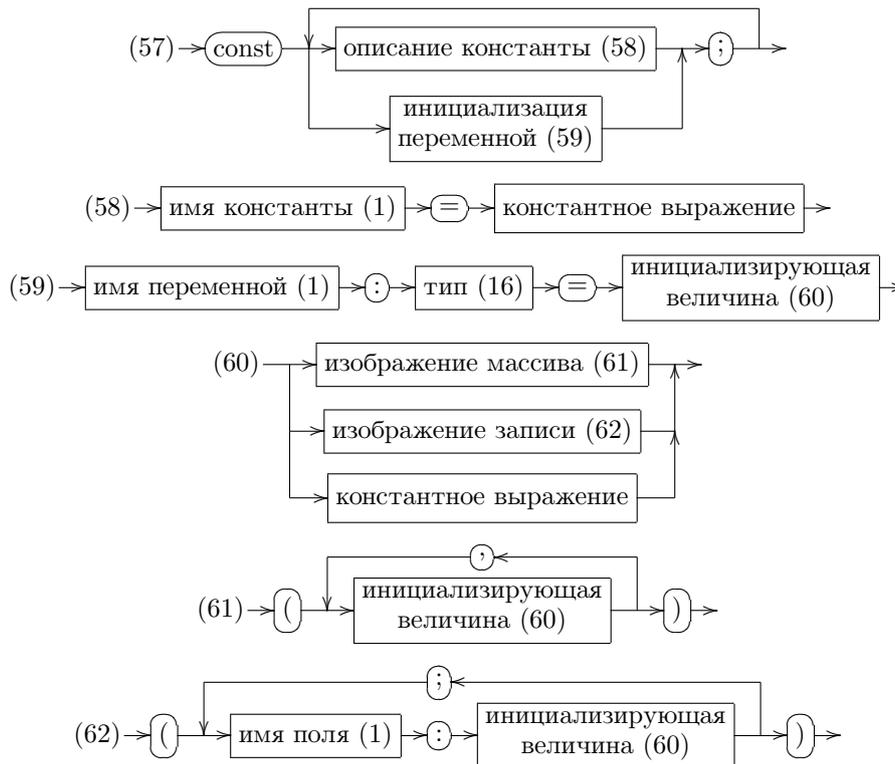 (57) const описание константы (58) ;
инициализация
переменной (59)
(58) имя константы (1) = константное выражение
(59) имя переменной (1) : тип (16) = инициализирующая
величина (60)
(60) изображение массива (61)
изображение записи (62)
константное выражение
,
(61) ( инициализирующая
величина (60) )
;
(62) ( имя поля (1) : инициализирующая
величина (60) )